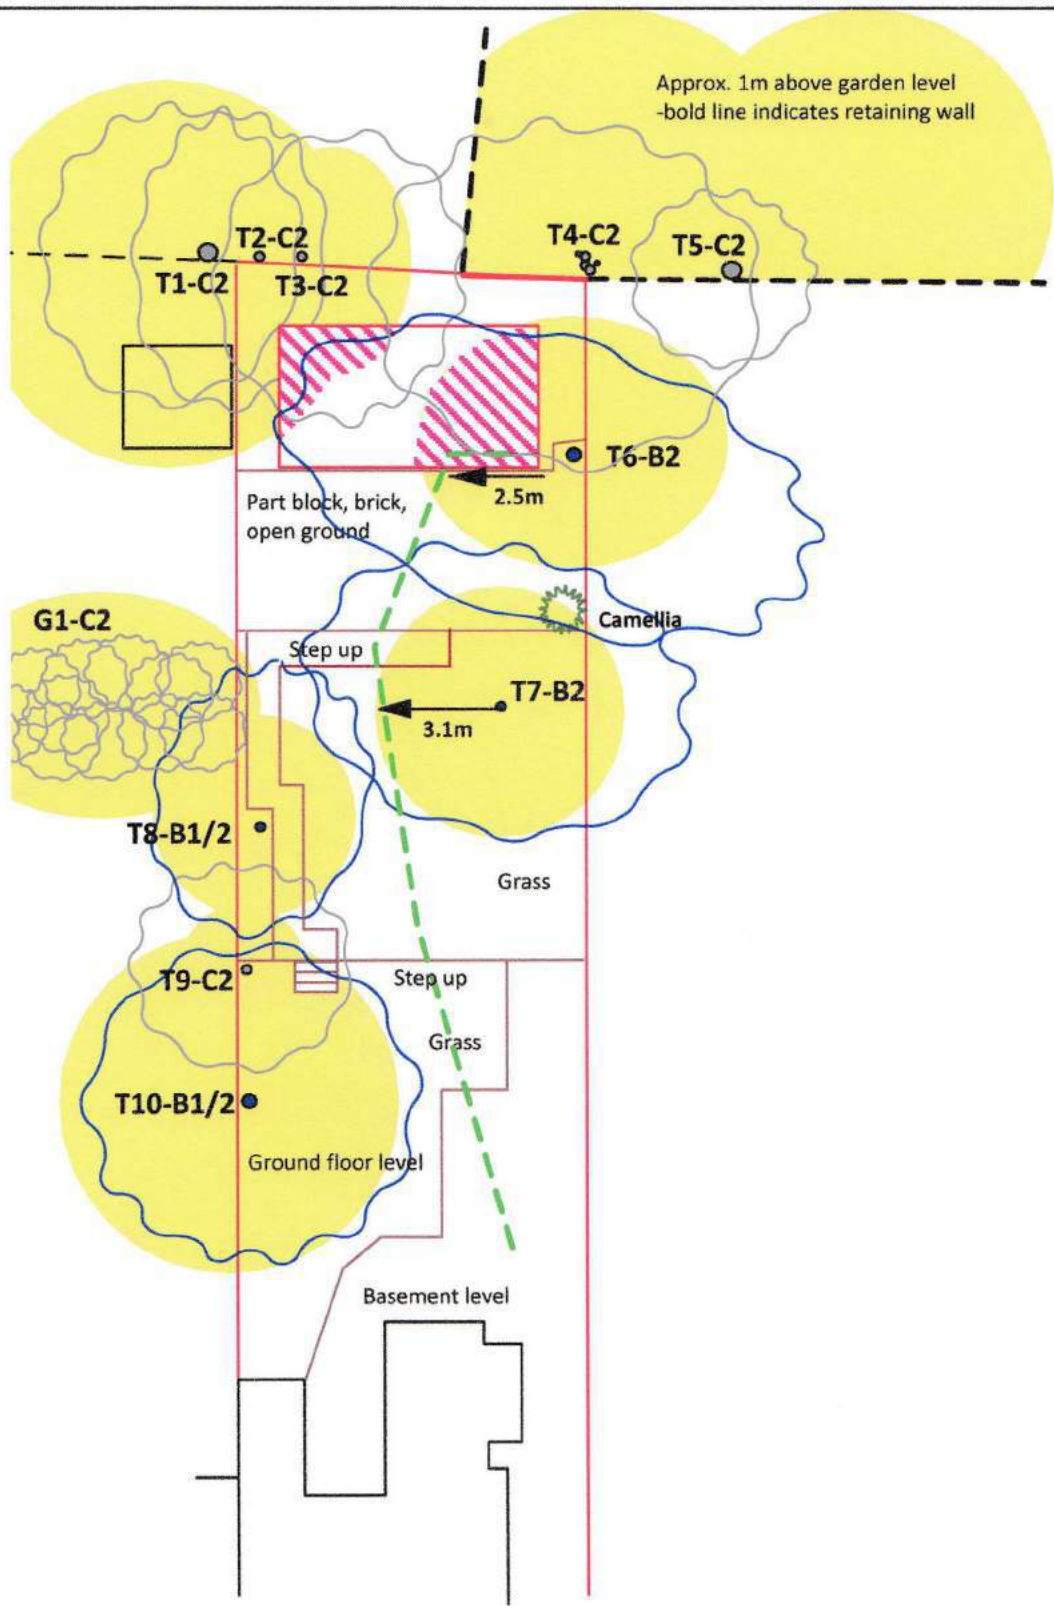 Approx. 1m above garden level
-bold line indicates retaining wall
T2-C2
T4-C2
T5-C2
T1-C2
T3-C2
T6-B2
2.5m
Part block, brick,
open ground
G1-C2
Camellia
Step up
T7-B2
3.1m
T8-B1/2
Grass
T9-C2
Step up
Grass
T10-B1/2
Ground floor level
Basement level